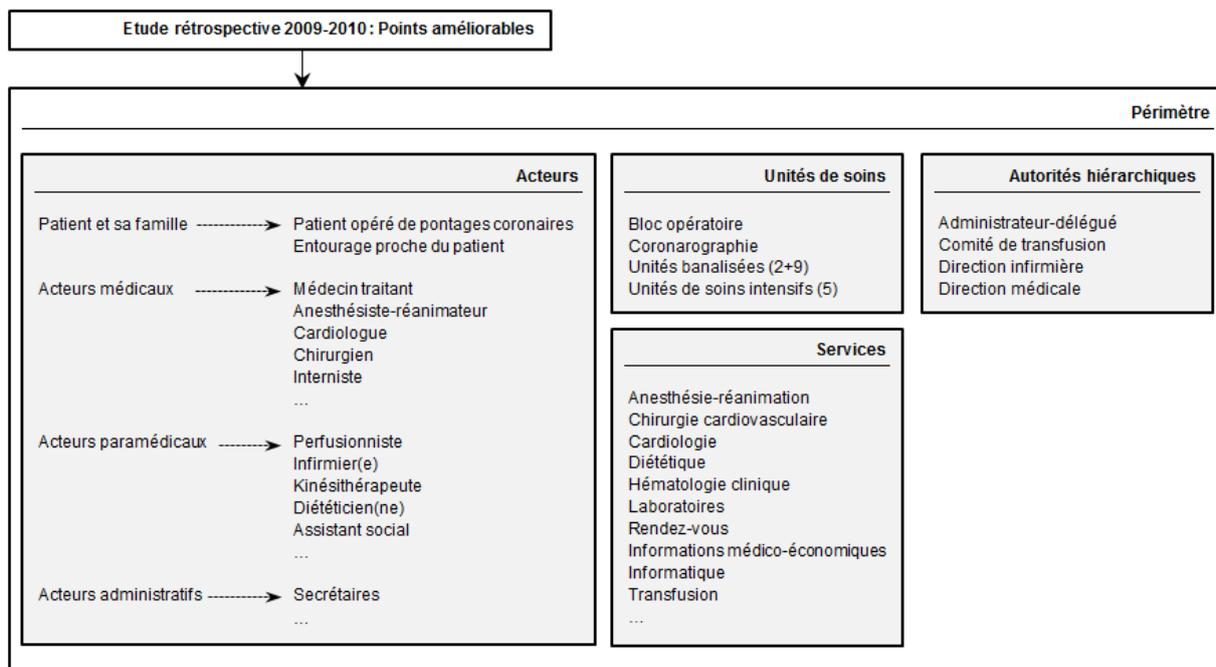 Etude rétrospective 2009-2010 : Points améliorables
Périmètre
Acteurs
Patient et sa famille
Patient opéré de pontages coronaires
Entourage proche du patient
Acteurs médicaux
Médecin traitant
Anesthésiste-réanimateur
Cardiologue
Chirurgien
Interniste
...
Acteurs paramédicaux
Perfusionniste
Infirmier(e)
Kinésithérapeute
Diététicien(ne)
Assistant social
...
Acteurs administratifs
Secrétaires
...
Unités de soins
Bloc opératoire
Coronarographie
Unités banalisées (2+9)
Unités de soins intensifs (5)
Services
Anesthésie-réanimation
Chirurgie cardiovasculaire
Cardiologie
Diététique
Hématologie clinique
Laboratoires
Rendez-vous
Informations médico-économiques
Informatique
Transfusion
...
Autorités hiérarchiques
Administrateur-délégué
Comité de transfusion
Direction infirmière
Direction médicale